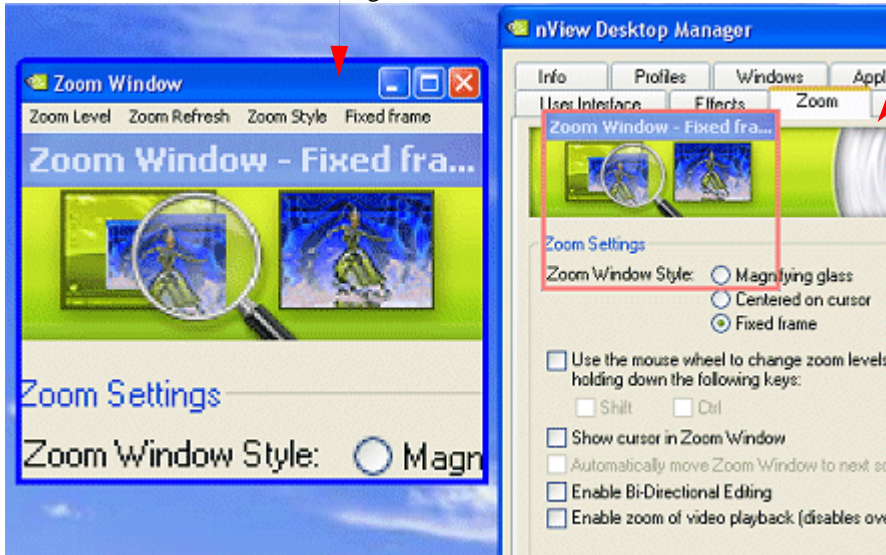 Zoom Window
Zoom Level Zoom Refresh Zoom Style Fixed frame
Zoom Window - Fixed fra...
Zoom Settings
Zoom Window Style: Magn
nView Desktop Manager
Info Profiles Windows Appl
User Interface Effects Zoom
Zoom Window - Fixed fra...
Zoom Settings
Zoom Window Style: Magnifying glass
Centered on cursor
Fixed frame
Use the mouse wheel to change zoom levels
holding down the following keys:
Shift Ctrl
Show cursor in Zoom Window
Automatically move Zoom Window to next
Enable Bi-Directional Editing
Enable zoom of video playback (disables ove